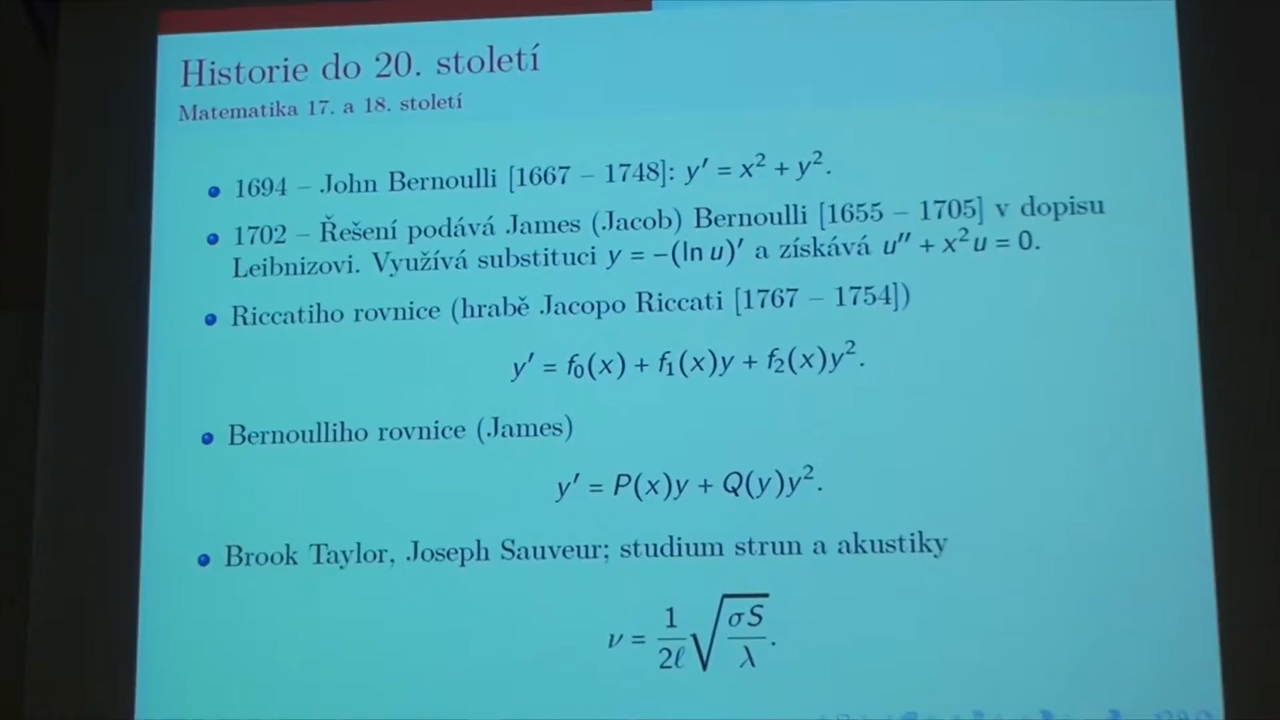 Historie do 20. století
Matematika 17. a 18. století
1694 – John Bernoulli [1667 – 1748]: y′ = x² + y².
1702 – Řešení podává James (Jacob) Bernoulli [1655 – 1705] v dopisu
Leibnizovi. Využívá substituci y = −(ln u)′ a získává u″ + x²u = 0.
Riccatiho rovnice (hrabě Jacopo Riccati [1767 – 1754])
y′ = f₀(x) + f₁(x)y + f₂(x)y².
Bernoulliho rovnice (James)
y′ = P(x)y + Q(y)y².
Brook Taylor, Joseph Sauveur; studium strun a akustiky
ν = 1/2ℓ √(σS/λ).